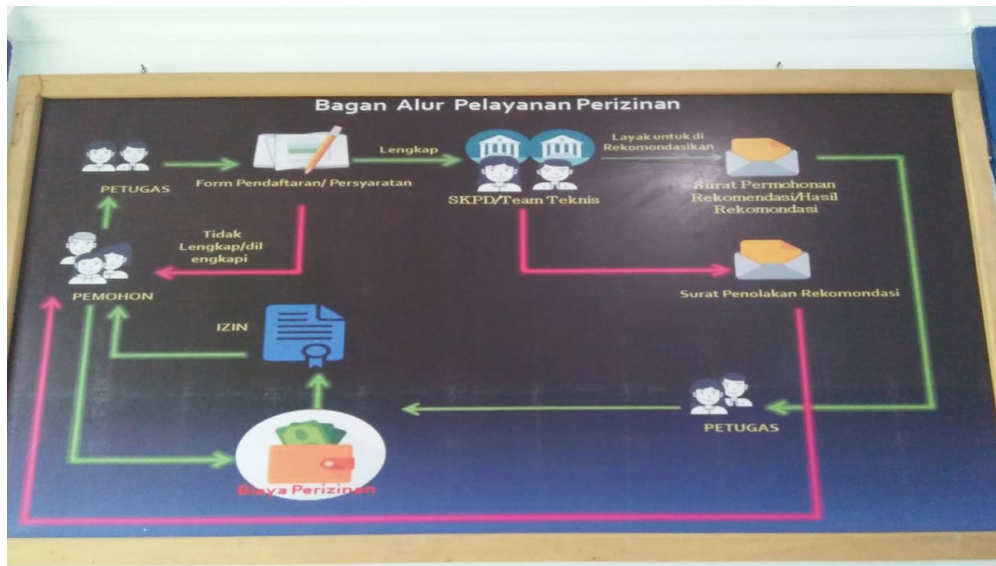 Bagan Alur Pelayanan Perizinan
PETUGAS
Form Pendaftaran/ Persyaratan
Lengkap
SKPD/Team Teknis
Layak untuk di
Rekomondasikan
Surat Permohonan
Rekomendasi/Hasil
Rekomondasi
Tidak
Lengkap/dil
engkapi
PEMOHON
Surat Penolakan Rekomondasi
IZIN
PETUGAS
Biaya Perizinan